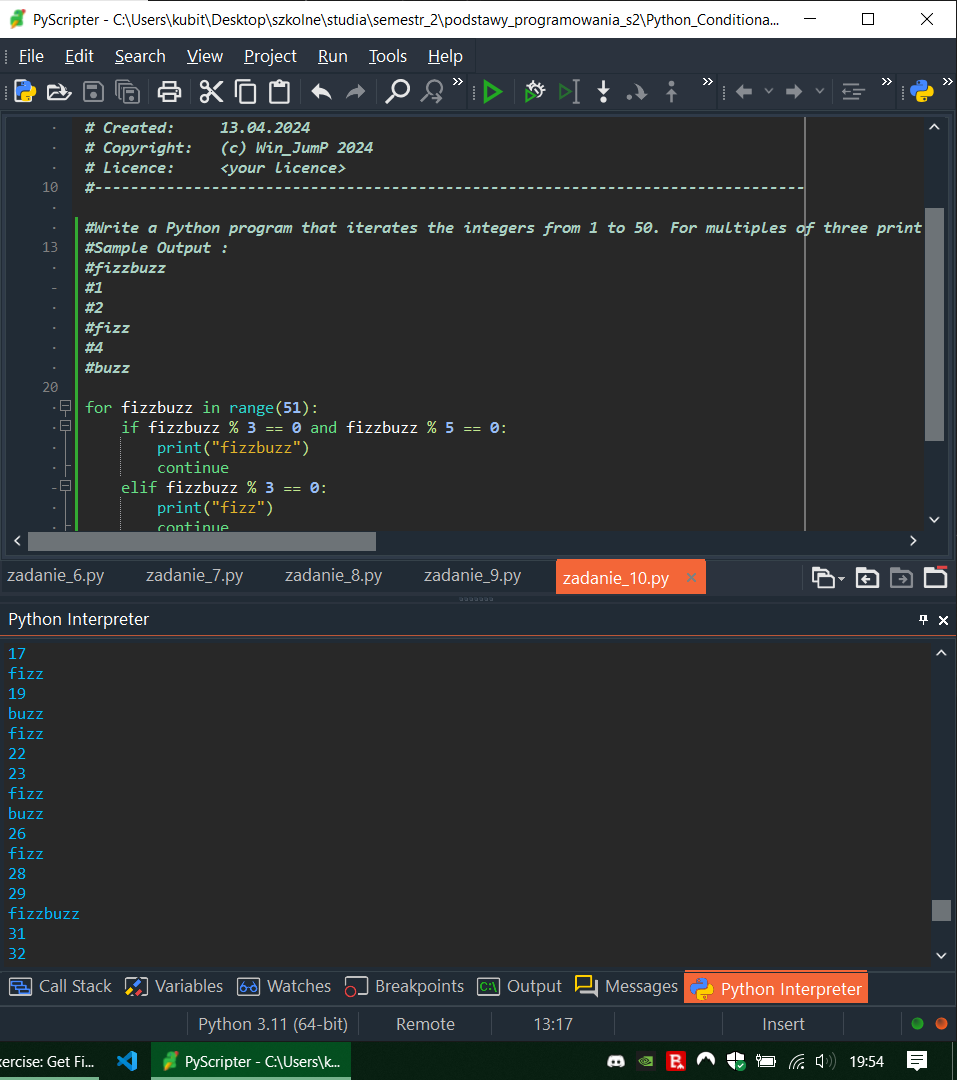 PyScripter - C:\Users\kubit\Desktop\szkolne\studia\semestr_2\podstawy_programowania_s2\Python_Conditiona...
File Edit Search View Project Run Tools Help
# Created:     13.04.2024
# Copyright:   (c) Win_JumP 2024
# Licence:     <your licence>
10 #-------------------------------------------------------------------------------
#Write a Python program that iterates the integers from 1 to 50. For multiples of three print
13 #Sample Output :
#fizzbuzz
#1
#2
#fizz
#4
#buzz
20
for fizzbuzz in range(51):
    if fizzbuzz % 3 == 0 and fizzbuzz % 5 == 0:
        print("fizzbuzz")
        continue
    elif fizzbuzz % 3 == 0:
        print("fizz")
        continue
zadanie_6.py zadanie_7.py zadanie_8.py zadanie_9.py zadanie_10.py
Python Interpreter
17
fizz
19
buzz
fizz
22
23
fizz
buzz
26
fizz
28
29
fizzbuzz
31
32
Call Stack Variables Watches Breakpoints Output Messages Python Interpreter
Python 3.11 (64-bit) Remote 13:17 Insert
xercise: Get Fi... PyScripter - C:\Users\k... 19:54